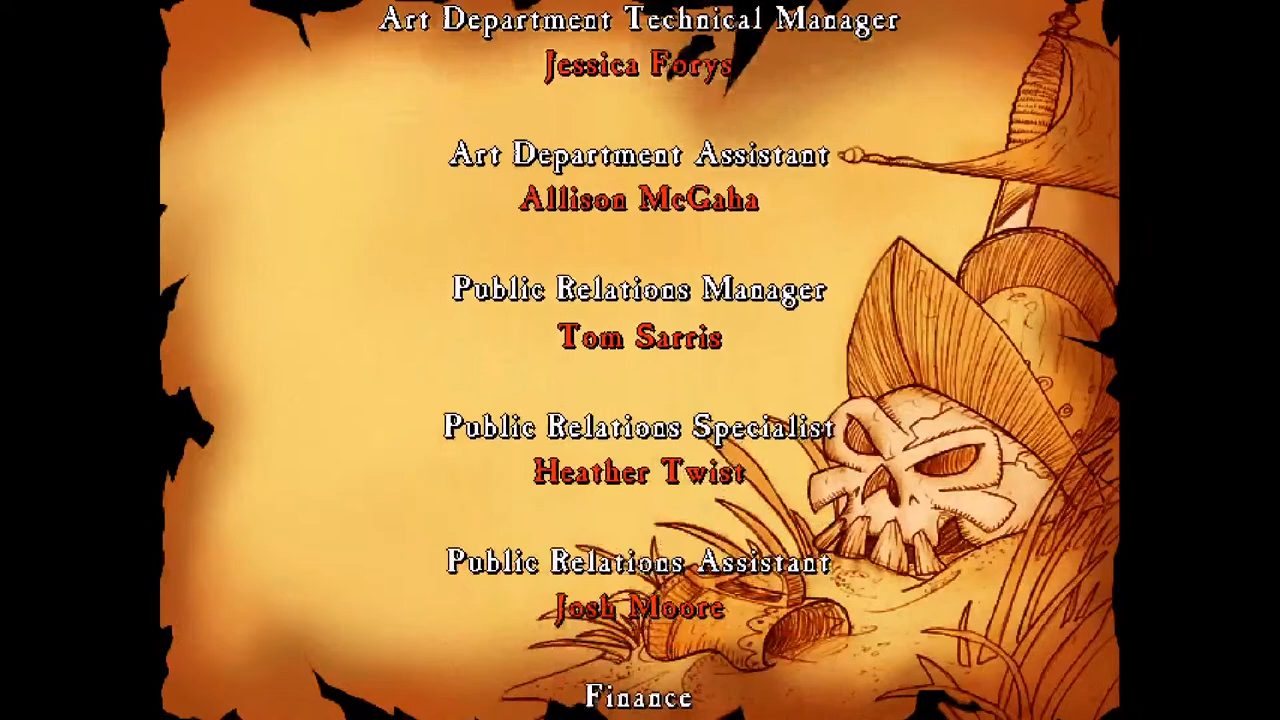 Art Department Technical Manager
Jessica Forys
Art Department Assistant
Allison McGaha
Public Relations Manager
Tom Sarris
Public Relations Specialist
Heather Twist
Public Relations Assistant
Josh Moore
Finance